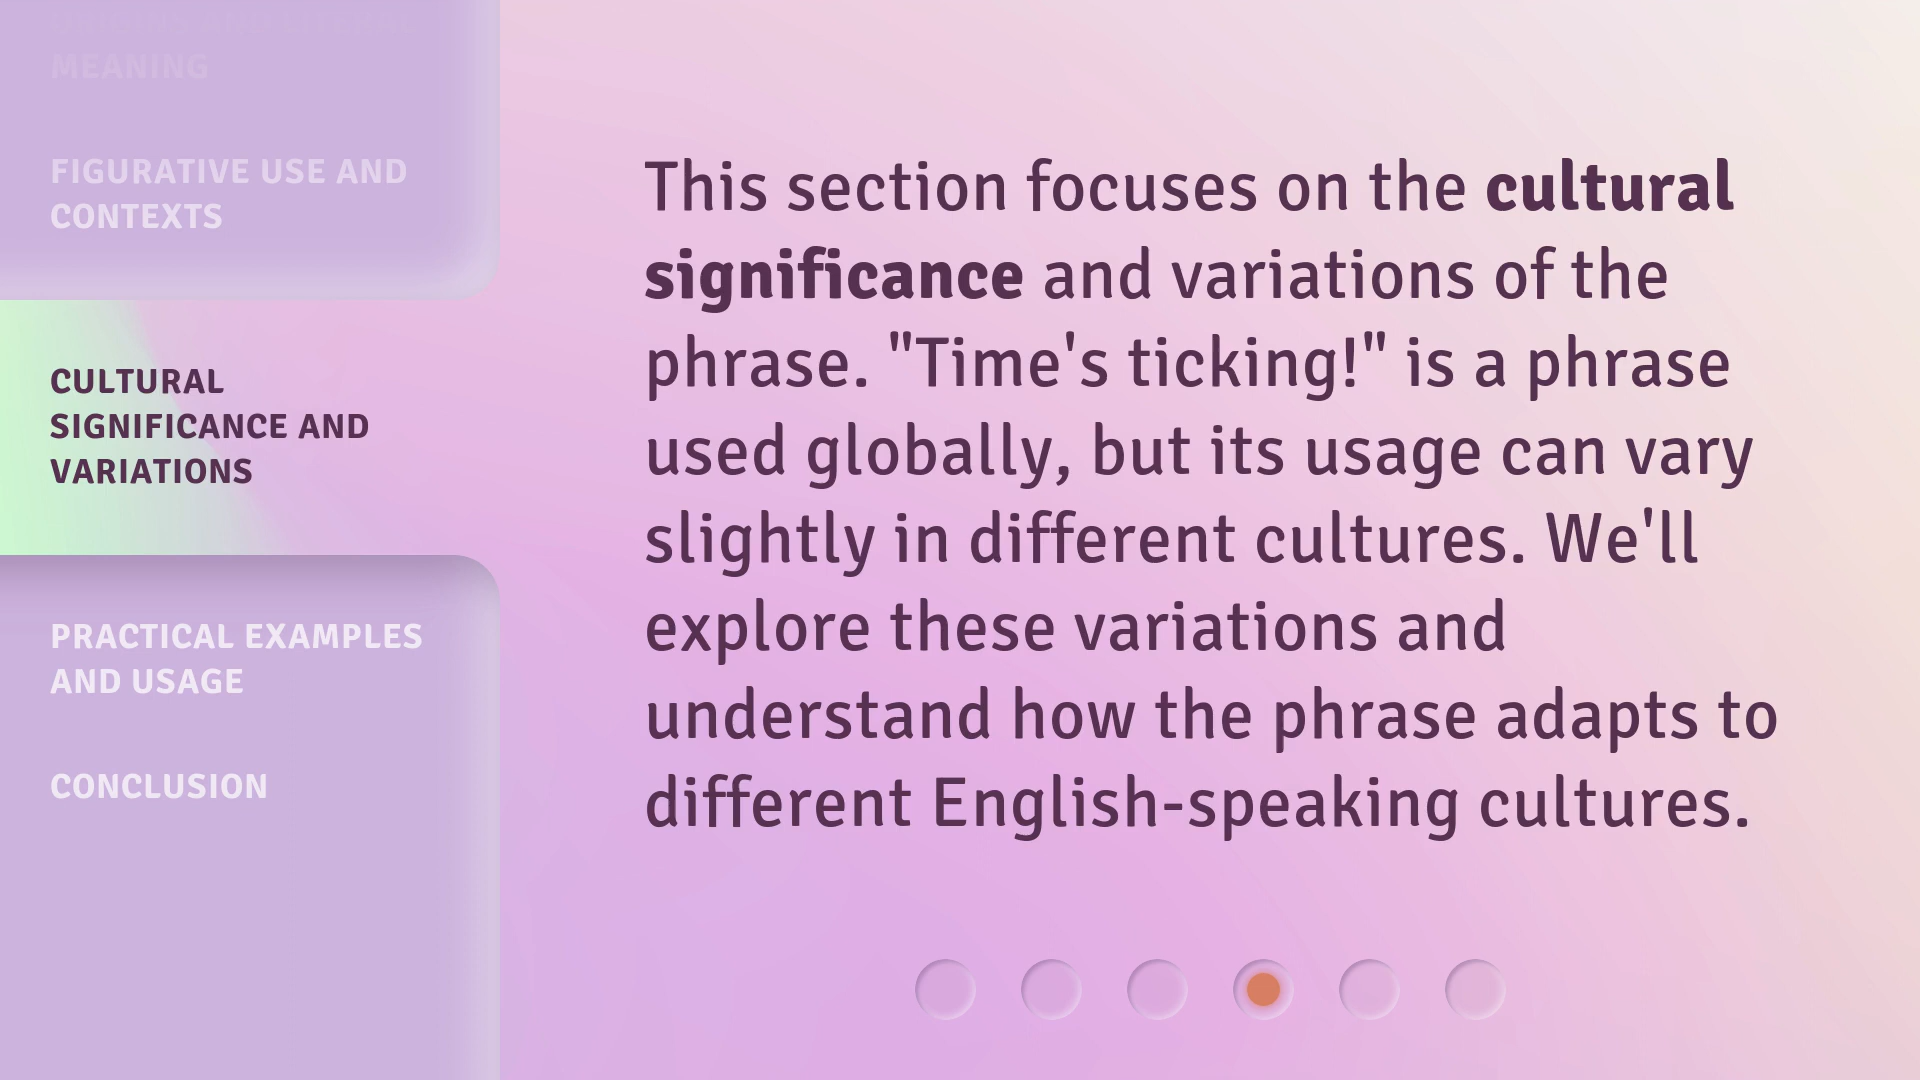 ORIGINS AND LITERAL
MEANING
FIGURATIVE USE AND
CONTEXTS
CULTURAL
SIGNIFICANCE AND
VARIATIONS
PRACTICAL EXAMPLES
AND USAGE
CONCLUSION
This section focuses on the cultural
significance and variations of the
phrase. "Time's ticking!" is a phrase
used globally, but its usage can vary
slightly in different cultures. We'll
explore these variations and
understand how the phrase adapts to
different English-speaking cultures.